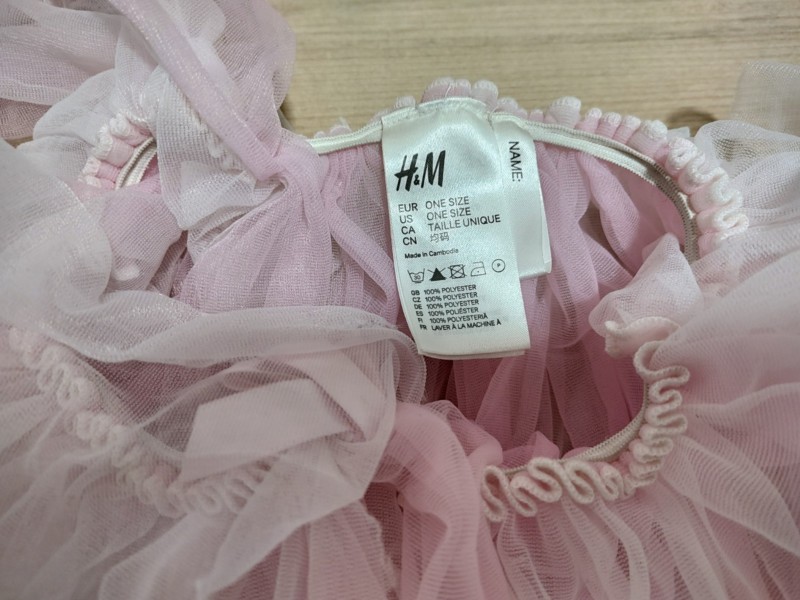 H&M
EUR ONE SIZE
US ONE SIZE
CA TAILLE UNIQUE
CN 均码
Made in Cambodia
30
P
GB 100% POLYESTER
CZ 100% POLYESTER
DE 100% POLYESTER
ES 100% POLIÉSTER
FI 100% POLYESTERIÄ
FR LAVER À LA MACHINE À
NAME: